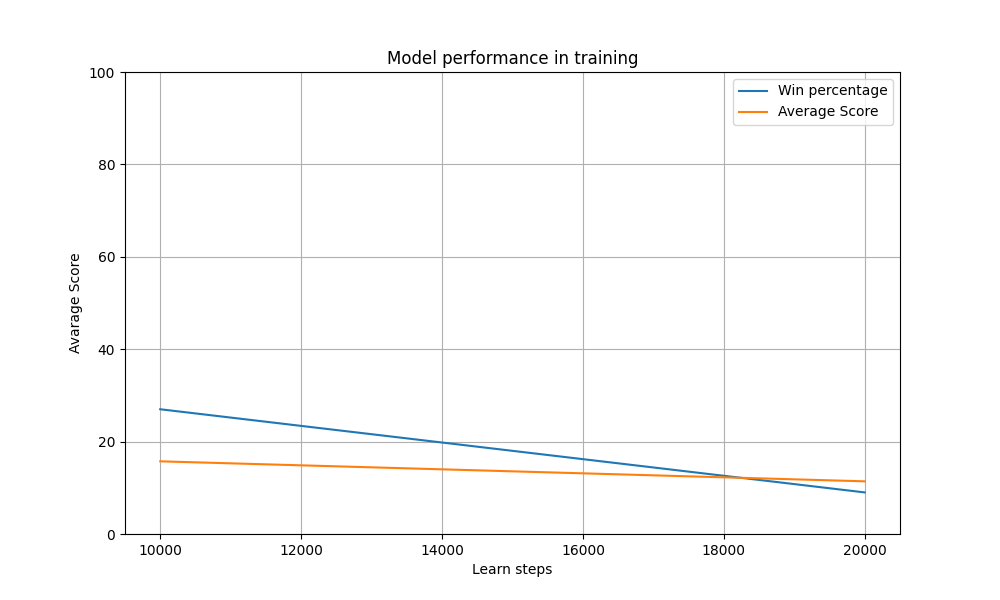 Model performance in training
Win percentage
Average Score
Avarage Score
100
80
60
40
20
0
10000 12000 14000 16000 18000 20000
Learn steps